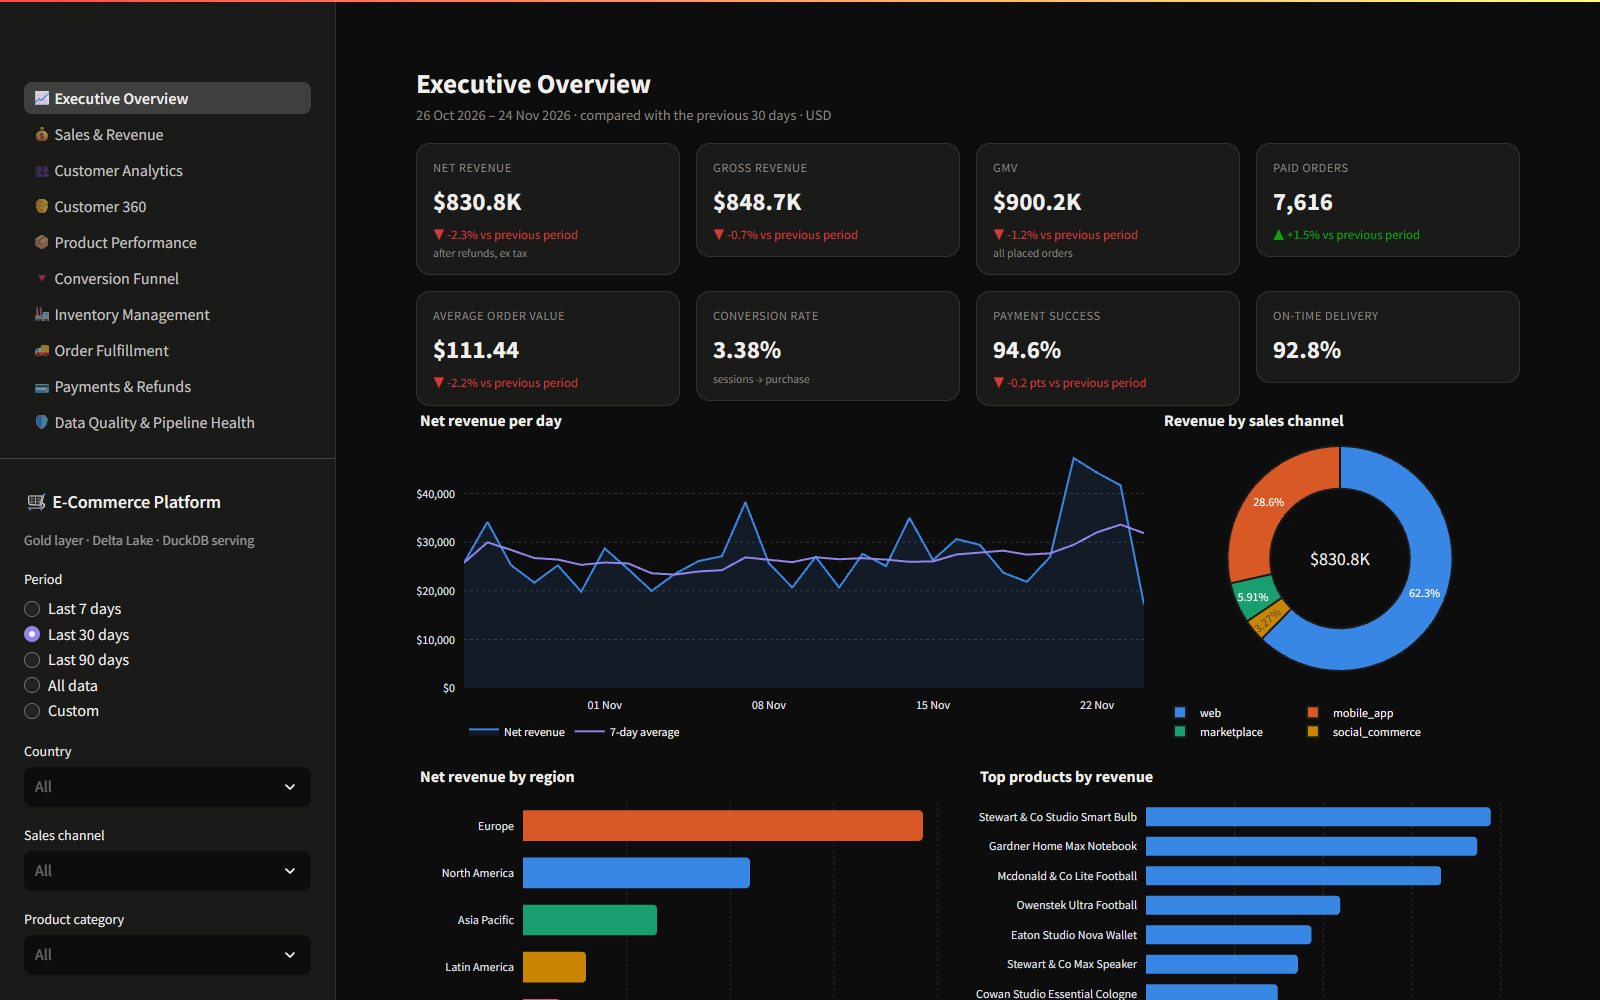 Executive Overview
Sales & Revenue
Customer Analytics
Customer 360
Product Performance
Conversion Funnel
Inventory Management
Order Fulfillment
Payments & Refunds
Data Quality & Pipeline Health
E-Commerce Platform
Gold layer · Delta Lake · DuckDB serving
Period
Last 7 days
Last 30 days
Last 90 days
All data
Custom
Country
All
Sales channel
All
Product category
All
Executive Overview
26 Oct 2026 – 24 Nov 2026 · compared with the previous 30 days · USD
NET REVENUE
$830.8K
▼ -2.3% vs previous period
after refunds, ex tax
GROSS REVENUE
$848.7K
▼ -0.7% vs previous period
GMV
$900.2K
▼ -1.2% vs previous period
all placed orders
PAID ORDERS
7,616
▲ +1.5% vs previous period
AVERAGE ORDER VALUE
$111.44
▼ -2.2% vs previous period
CONVERSION RATE
3.38%
sessions → purchase
PAYMENT SUCCESS
94.6%
▼ -0.2 pts vs previous period
ON-TIME DELIVERY
92.8%
Net revenue per day
$40,000
$30,000
$20,000
$10,000
$0
01 Nov
08 Nov
15 Nov
22 Nov
Net revenue
7-day average
Revenue by sales channel
28.6%
5.91%
3.27%
62.3%
$830.8K
web
mobile_app
marketplace
social_commerce
Net revenue by region
Europe
North America
Asia Pacific
Latin America
Top products by revenue
Stewart & Co Studio Smart Bulb
Gardner Home Max Notebook
Mcdonald & Co Lite Football
Owenstek Ultra Football
Eaton Studio Nova Wallet
Stewart & Co Max Speaker
Cowan Studio Essential Cologne